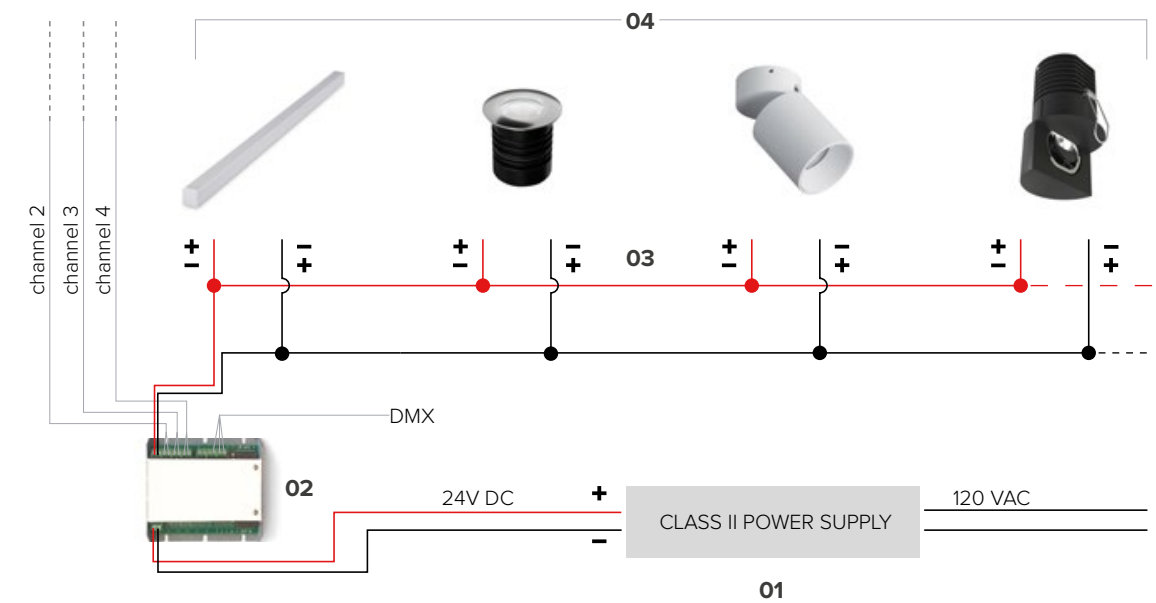 04
channel 2
channel 3
channel 4
+ − − +
+ − − +
+ − − +
+ − − +
03
DMX
02
24V DC
+
−
CLASS II POWER SUPPLY
120 VAC
01